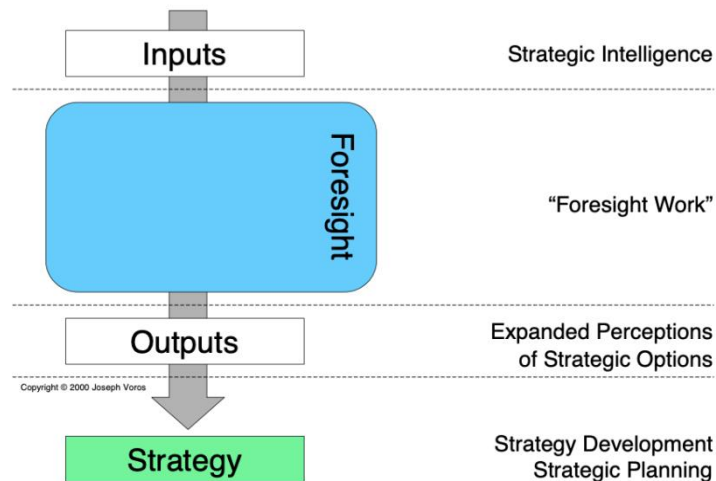 Inputs
Strategic Intelligence
Foresight
“Foresight Work”
Outputs
Expanded Perceptions
of Strategic Options
Copyright © 2000 Joseph Voros
Strategy
Strategy Development
Strategic Planning